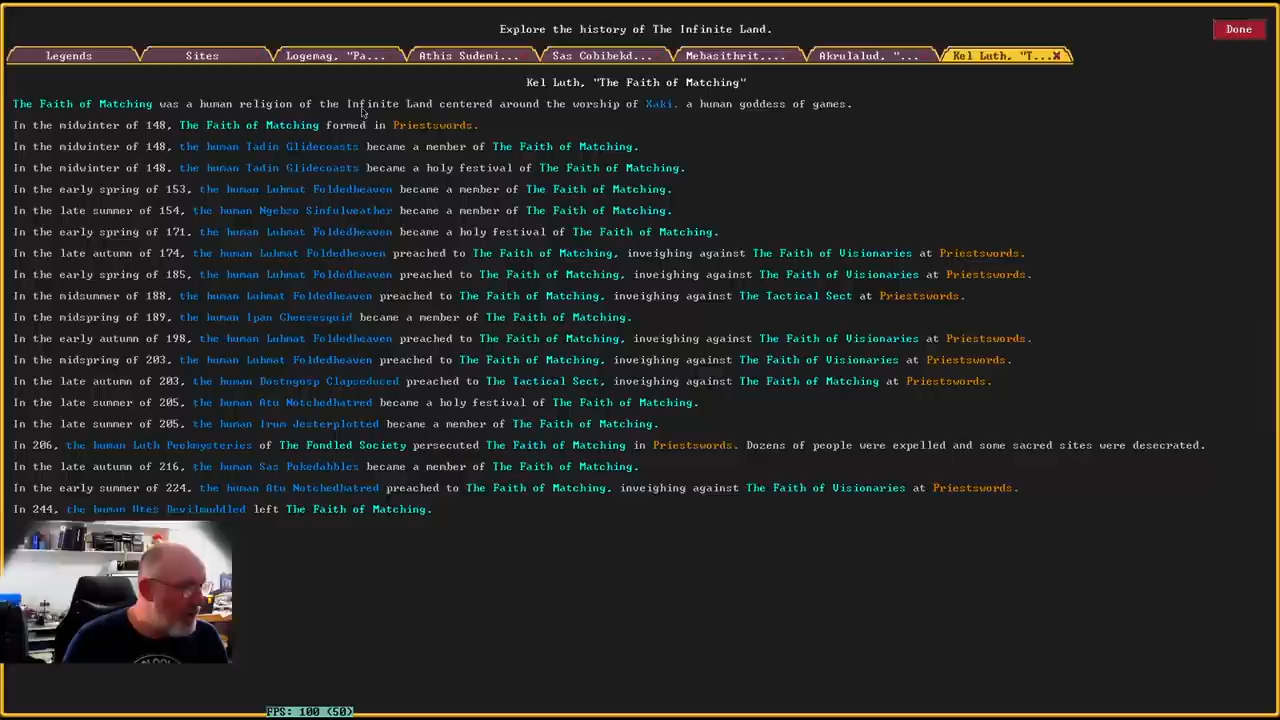 Explore the history of The Infinite Land.
Done
Legends
Sites
Logemag, "Pa...
Athis Sudemi...
Sas Cobibekd...
Mebasithrit,...
Akrulalud, "...
Kel Luth, "T...
Kel Luth, "The Faith of Matching"
The Faith of Matching was a human religion of the Infinite Land centered around the worship of Xaki. a human goddess of games.
In the midwinter of 148, The Faith of Matching formed in Priestswords.
In the midwinter of 148, the human Tadin Glidecoasts became a member of The Faith of Matching.
In the midwinter of 148, the human Tadin Glidecoasts became a holy festival of The Faith of Matching.
In the early spring of 153, the human Luhmat Foldedheaven became a member of The Faith of Matching.
In the late summer of 154, the human Ngebzo Sinfulweather became a member of The Faith of Matching.
In the early spring of 171, the human Luhmat Foldedheaven became a holy festival of The Faith of Matching.
In the late autumn of 174, the human Luhmat Foldedheaven preached to The Faith of Matching, inveighing against The Faith of Visionaries at Priestswords.
In the early spring of 185, the human Luhmat Foldedheaven preached to The Faith of Matching, inveighing against The Faith of Visionaries at Priestswords.
In the midsummer of 188, the human Luhmat Foldedheaven preached to The Faith of Matching, inveighing against The Tactical Sect at Priestswords.
In the midspring of 189, the human Ipan Cheesesquid became a member of The Faith of Matching.
In the early autumn of 198, the human Luhmat Foldedheaven preached to The Faith of Matching, inveighing against The Faith of Visionaries at Priestswords.
In the midspring of 203, the human Luhmat Foldedheaven preached to The Faith of Matching, inveighing against The Faith of Visionaries at Priestswords.
In the late autumn of 203, the human Dostngosp Clapseduced preached to The Tactical Sect, inveighing against The Faith of Matching at Priestswords.
In the late summer of 205, the human Atu Notchedhatred became a holy festival of The Faith of Matching.
In the late summer of 205, the human Irum Jesterplotted became a member of The Faith of Matching.
In 206, the human Luth Peekmysteries of The Fondled Society persecuted The Faith of Matching in Priestswords. Dozens of people were expelled and some sacred sites were desecrated.
In the late autumn of 216, the human Sas Pokedabbles became a member of The Faith of Matching.
In the early summer of 224, the human Atu Notchedhatred preached to The Faith of Matching, inveighing against The Faith of Visionaries at Priestswords.
In 244, the human Utes Devilmuddled left The Faith of Matching.
FPS: 100 (50)